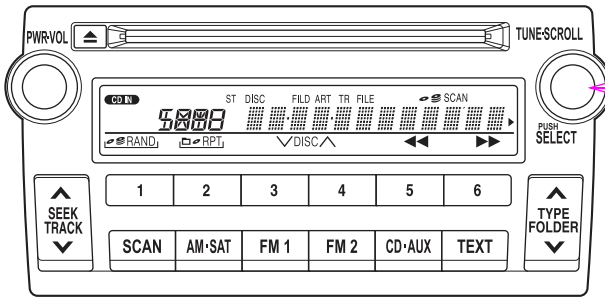 PWR·VOL
TUNE·SCROLL
CD IN
ST DISC FILD ART TR FILE SCAN
RAND RPT DISC
PUSH
SELECT
1 2 3 4 5 6
SEEK
TRACK
TYPE
FOLDER
SCAN AM·SAT FM 1 FM 2 CD·AUX TEXT